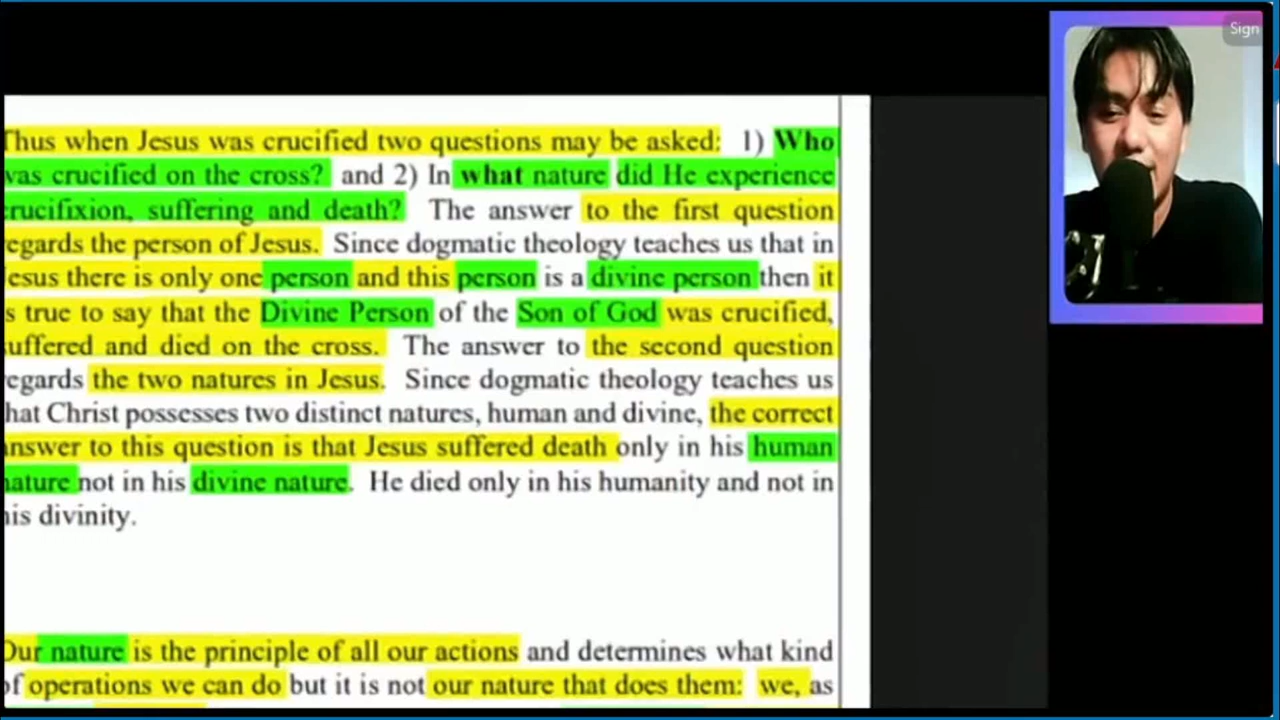 Thus when Jesus was crucified two questions may be asked: 1) Who
was crucified on the cross? and 2) In what nature did He experience
crucifixion, suffering and death? The answer to the first question
regards the person of Jesus. Since dogmatic theology teaches us that in
Jesus there is only one person and this person is a divine person then it
is true to say that the Divine Person of the Son of God was crucified,
suffered and died on the cross. The answer to the second question
regards the two natures in Jesus. Since dogmatic theology teaches us
that Christ possesses two distinct natures, human and divine, the correct
answer to this question is that Jesus suffered death only in his human
nature not in his divine nature. He died only in his humanity and not in
his divinity.
Our nature is the principle of all our actions and determines what kind
of operations we can do but it is not our nature that does them: we, as
Sign